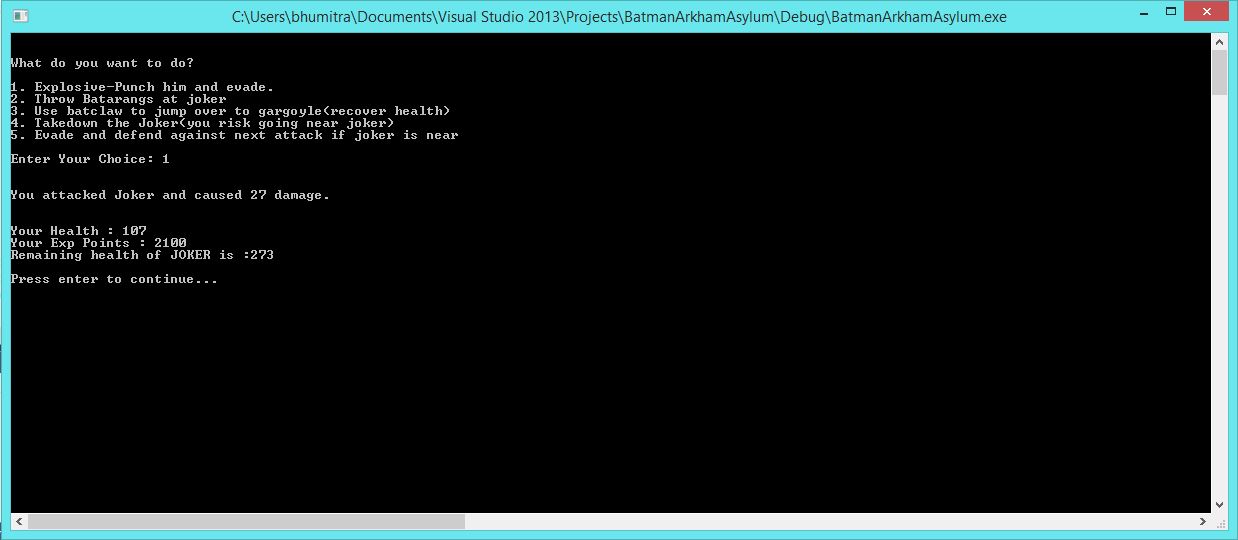 C:\Users\bhumitra\Documents\Visual Studio 2013\Projects\BatmanArkhamAsylum\Debug\BatmanArkhamAsylum.exe
What do you want to do?
1. Explosive-Punch him and evade.
2. Throw Batarangs at joker
3. Use batclaw to jump over to gargoyle(recover health)
4. Takedown the Joker(you risk going near joker)
5. Evade and defend against next attack if joker is near
Enter Your Choice: 1
You attacked Joker and caused 27 damage.
Your Health : 107
Your Exp Points : 2100
Remaining health of JOKER is :273
Press enter to continue...